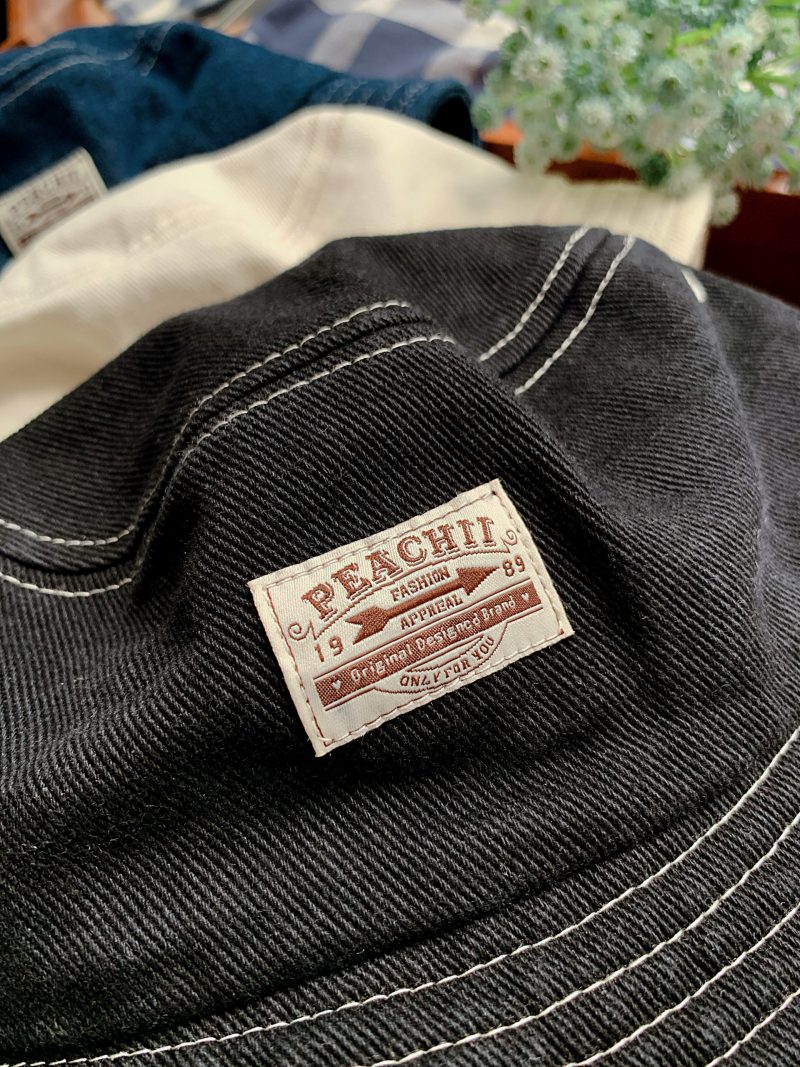 PEACHII
FASHION
19 89
APPREAL
Original Designed Brand
ONLY FOR YOU
PEACHII